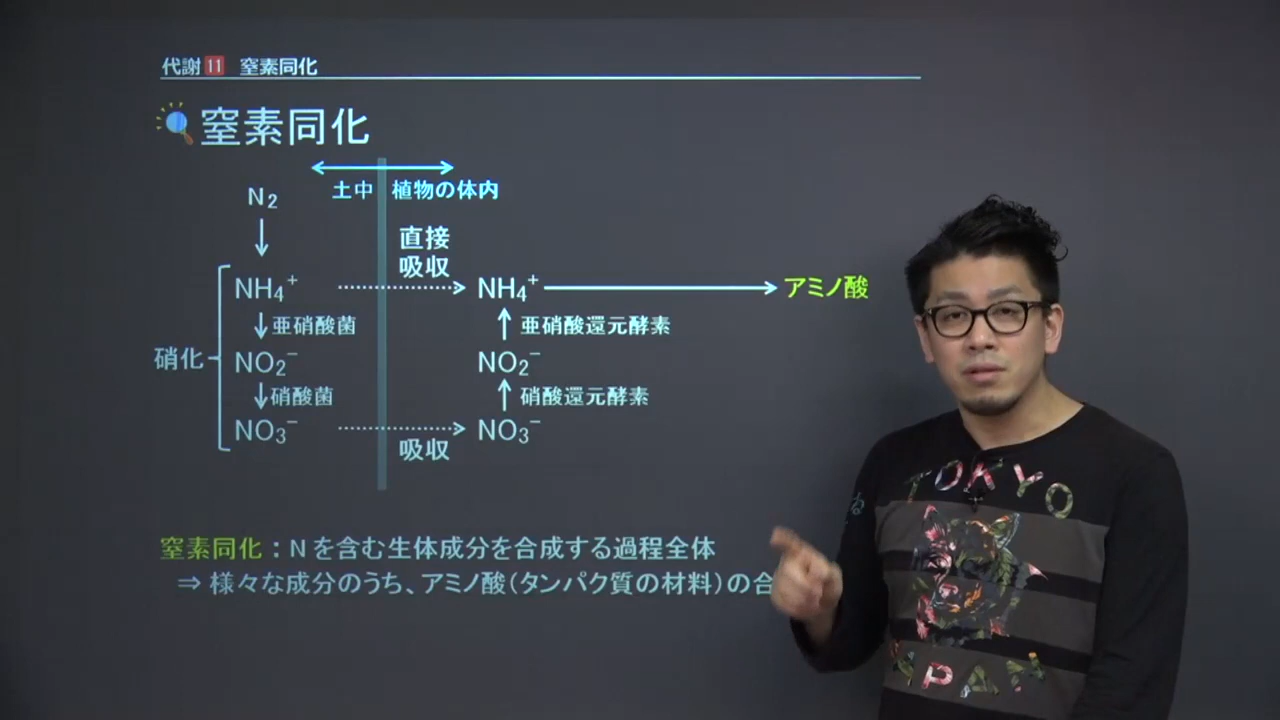 代謝 11 窒素同化
窒素同化
土中 植物の体内
N₂
直接
吸収
NH₄⁺ NH₄⁺ アミノ酸
亜硝酸菌 亜硝酸還元酵素
硝化 NO₂⁻ NO₂⁻
硝酸菌 硝酸還元酵素
NO₃⁻ NO₃⁻
吸収
窒素同化：Nを含む生体成分を合成する過程全体
⇒ 様々な成分のうち、アミノ酸（タンパク質の材料）の合
TOKYO
JAPAN